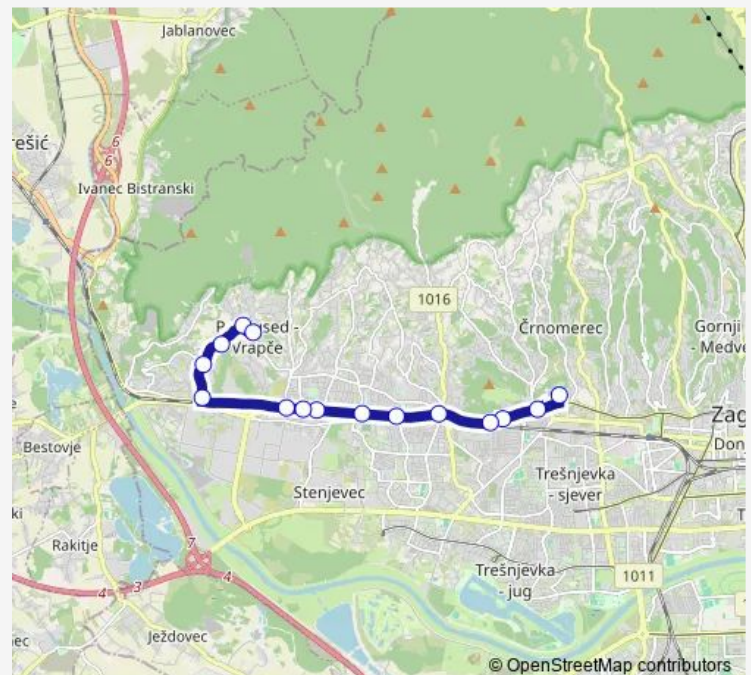 Jablanovec
ešić
6
6
Ivanec Bistranski
1016
Črnomerec
Gornji
- Medve
Vrapče
Zag
Don
Bestovje
Trešnjevka
- sjever
Stenjevec
ki
Rakitje
7
4
3
4
Trešnjevka
- jug
1011
Ježdovec
ec
© OpenStreetMap contributors